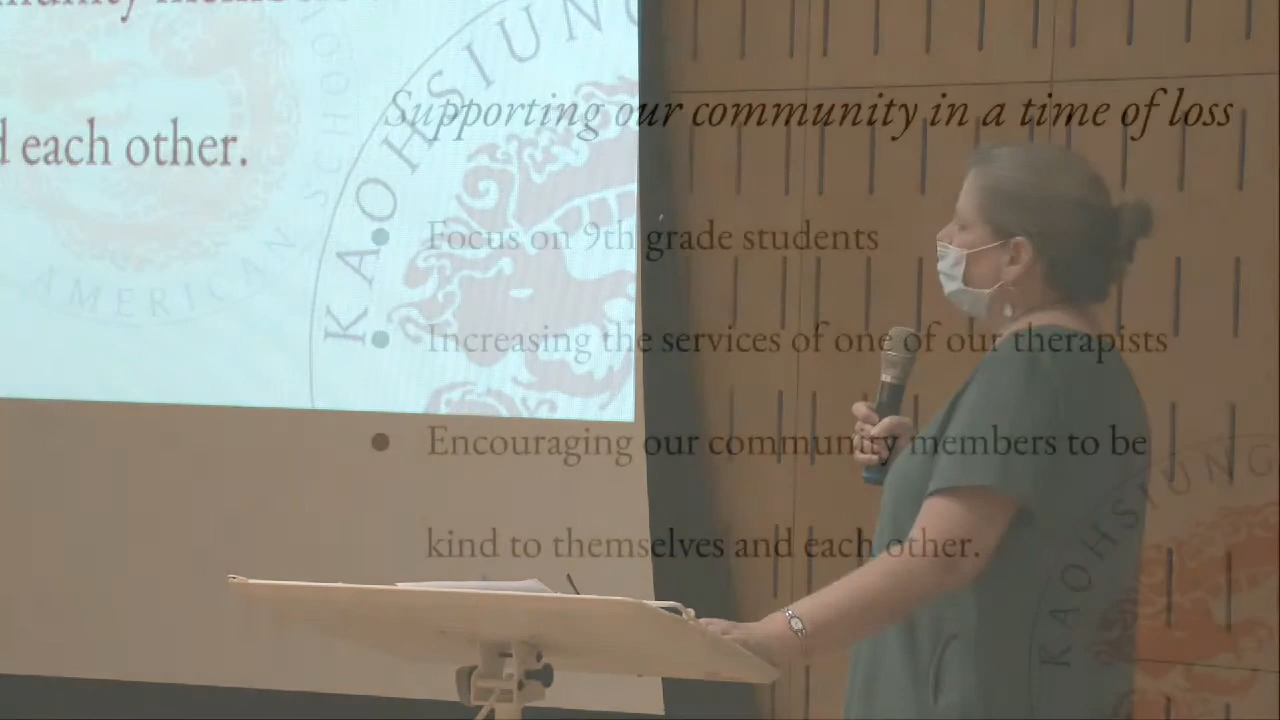 d each other.
KAOHSIUNG
AMERICAN SCHOOL
Supporting our community in a time of loss
• Focus on 9th grade students
• Increasing the services of one of our therapists
• Encouraging our community members to be
kind to themselves and each other.
KAOHSIUNG